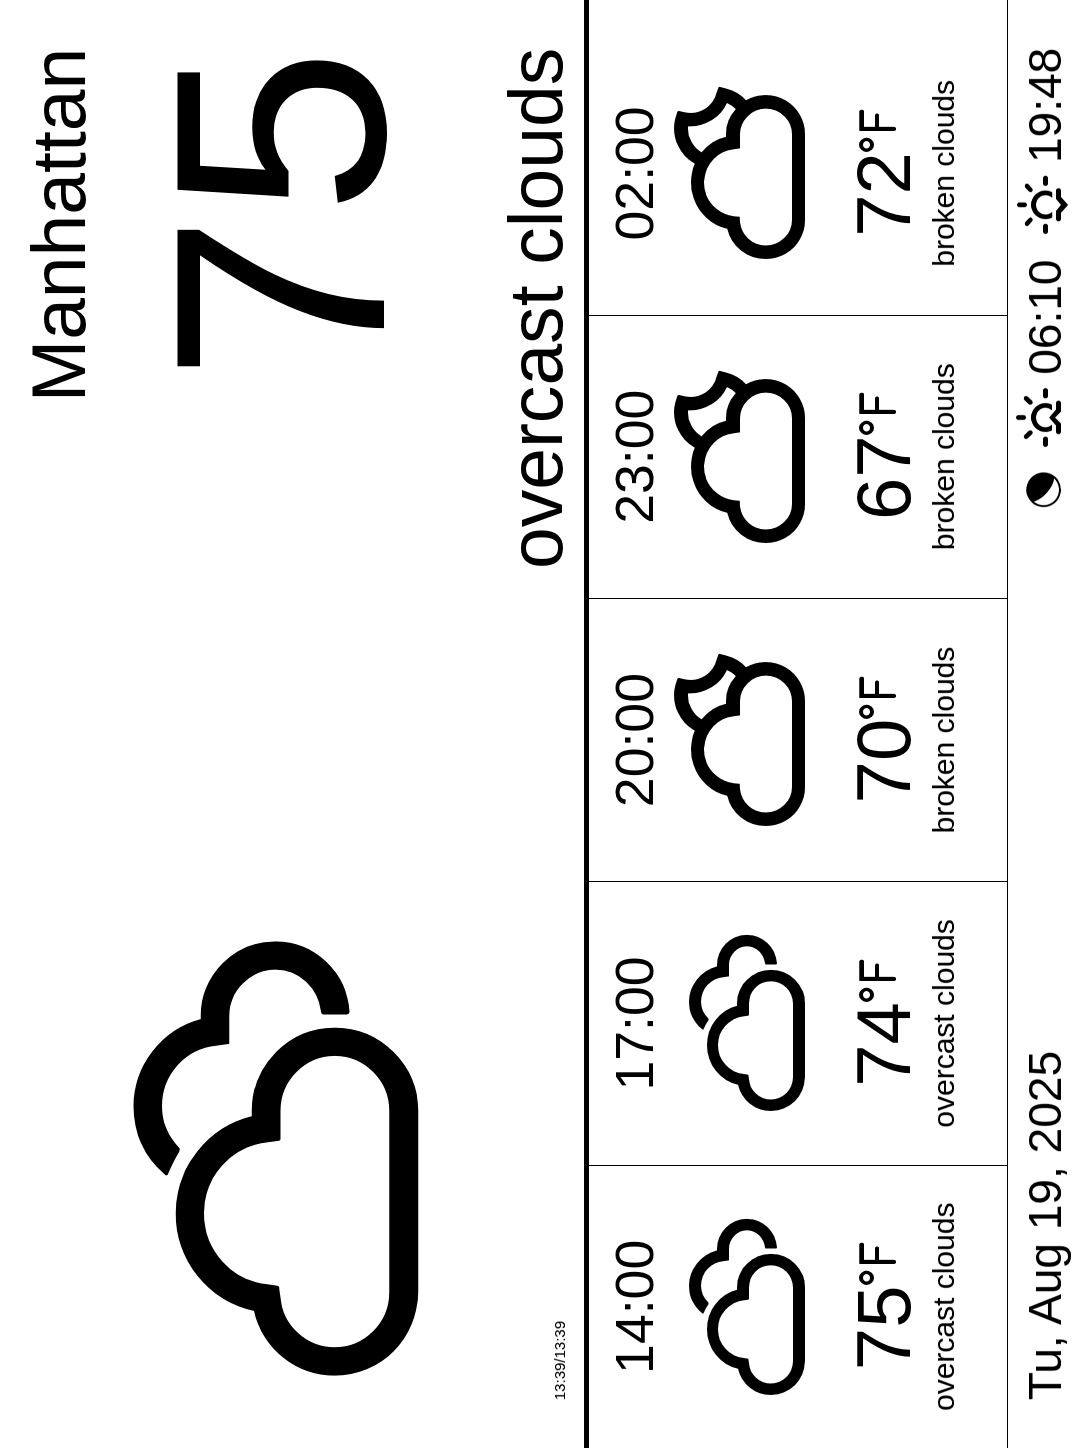 Manhattan
75
overcast clouds
13:39/13:39
14:00
75°F
overcast clouds
17:00
74°F
overcast clouds
20:00
70°F
broken clouds
23:00
67°F
broken clouds
02:00
72°F
broken clouds
Tu, Aug 19, 2025
06:10 19:48